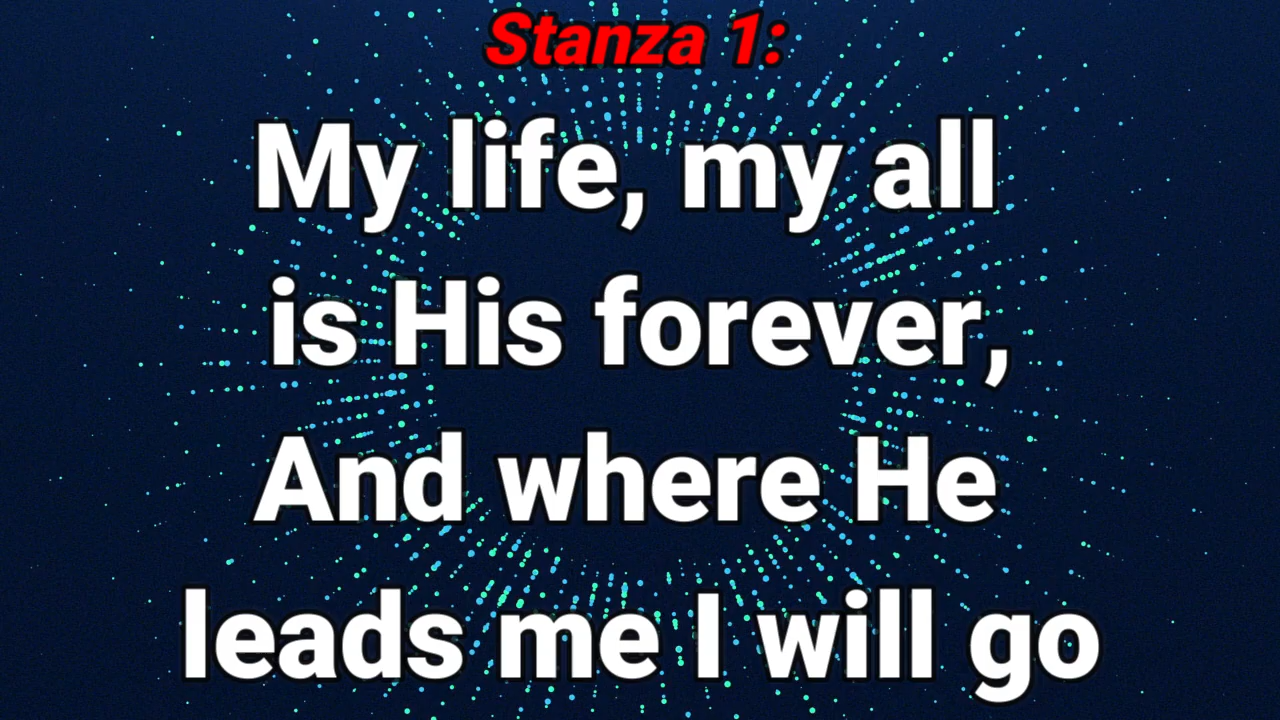 Stanza 1:
My life, my all
is His forever,
And where He
leads me I will go